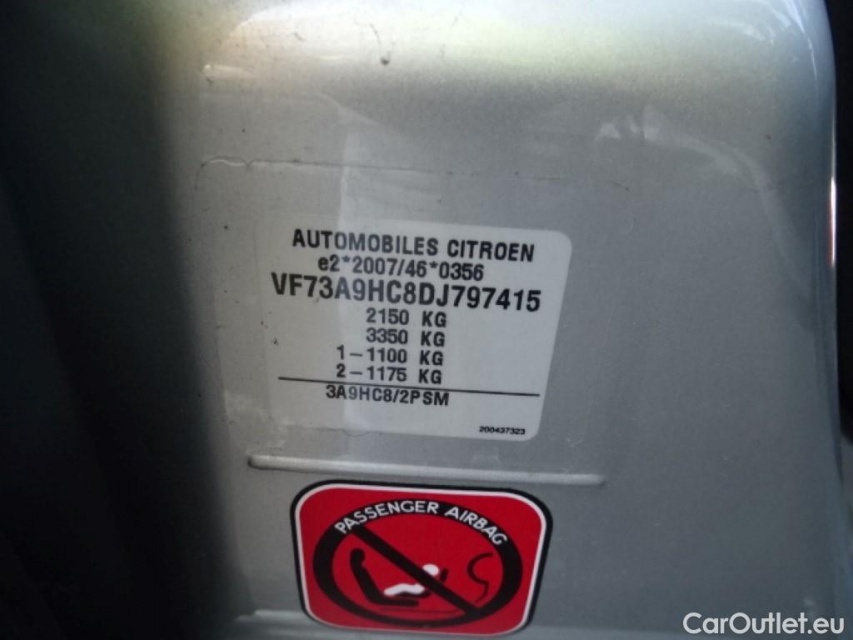 AUTOMOBILES CITROEN
e2*2007/46*0356
VF73A9HC8DJ797415
2150 KG
3350 KG
1-1100 KG
2-1175 KG
3A9HC8/2PSM
200437323
PASSENGER AIRBAG
CarOutlet.eu